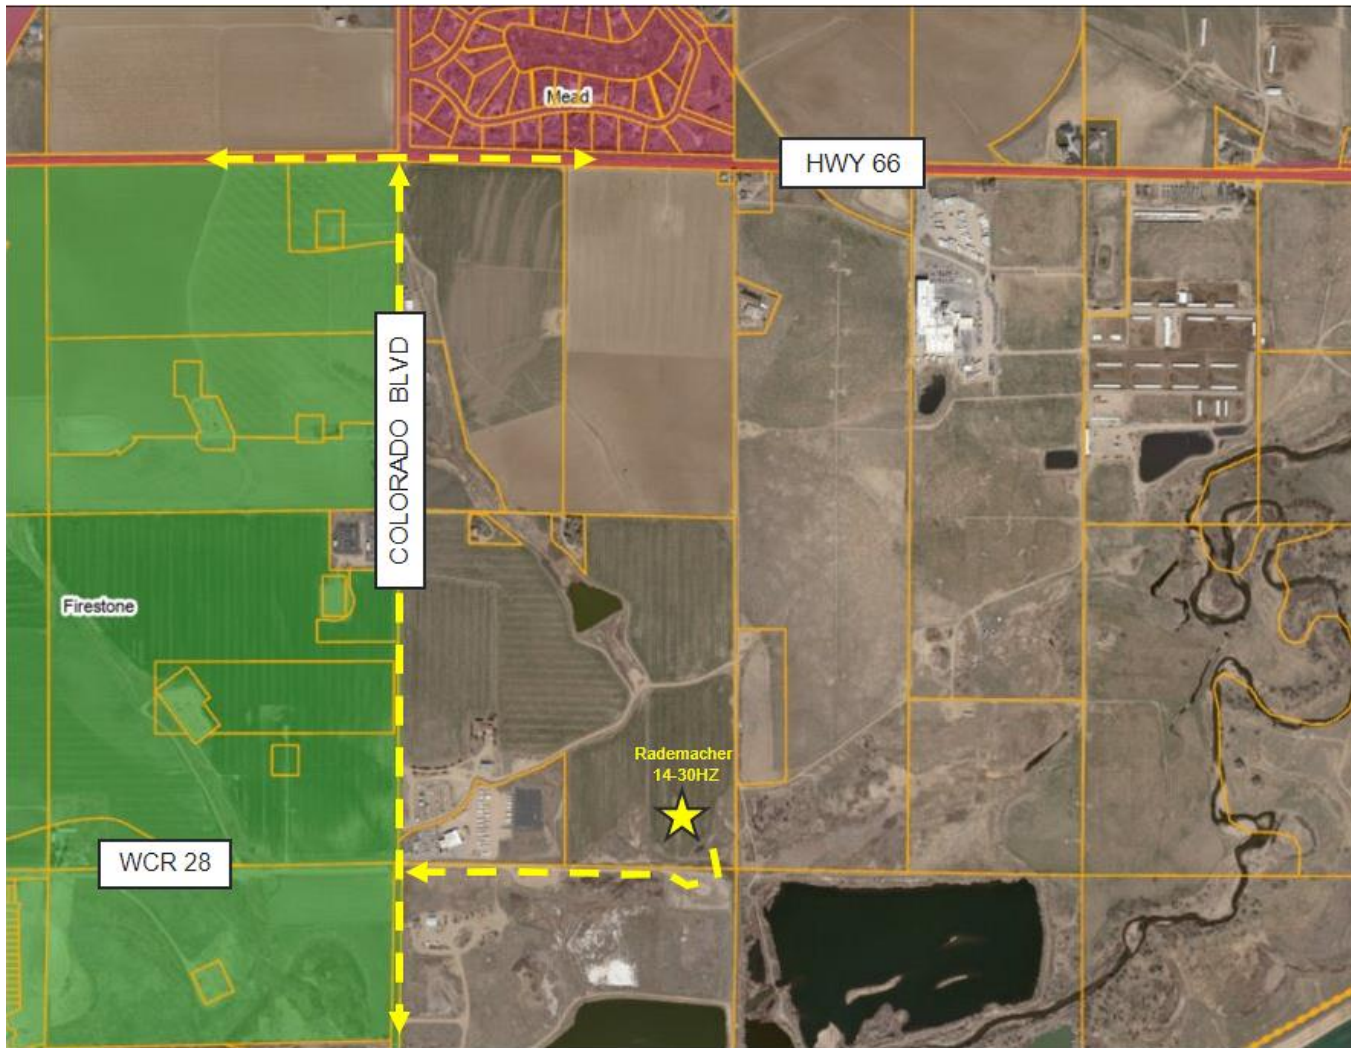 Mead
HWY 66
COLORADO BLVD
Firestone
Rademacher
14-30HZ
WCR 28